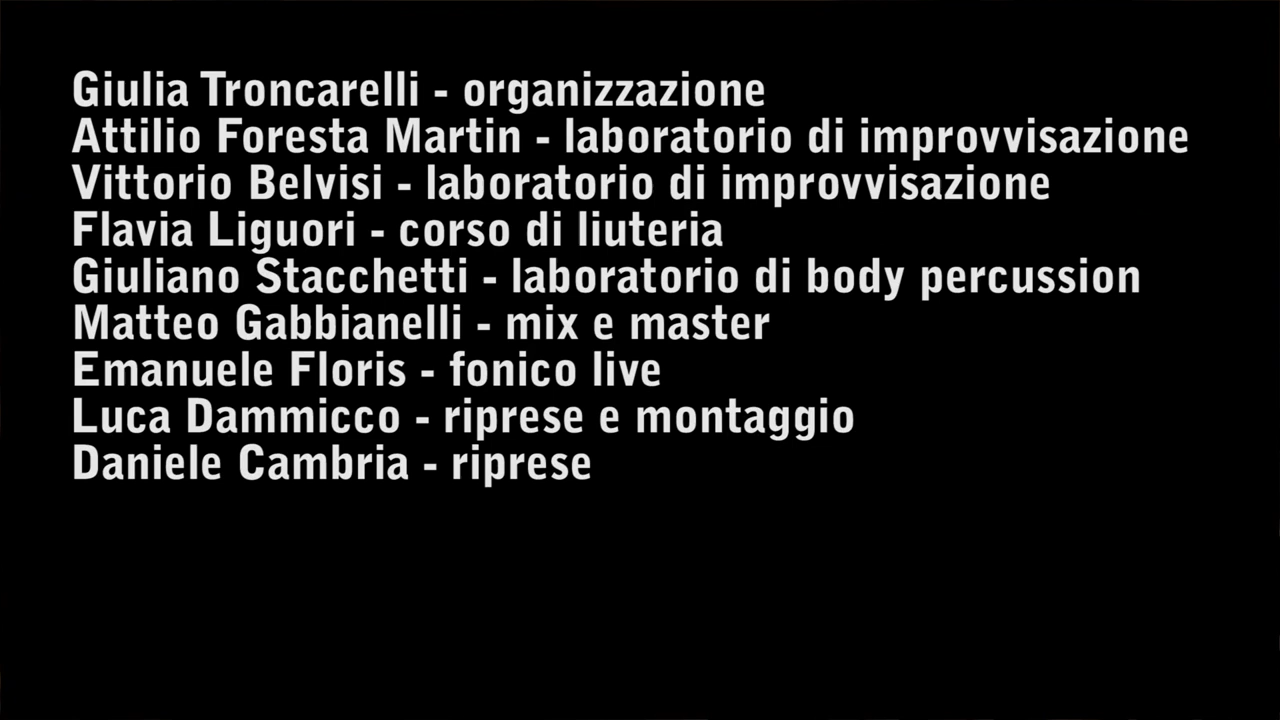 Giulia Troncarelli - organizzazione
Attilio Foresta Martin - laboratorio di improvvisazione
Vittorio Belvisi - laboratorio di improvvisazione
Flavia Liguori - corso di liuteria
Giuliano Stacchetti - laboratorio di body percussion
Matteo Gabbianelli - mix e master
Emanuele Floris - fonico live
Luca Dammicco - riprese e montaggio
Daniele Cambria - riprese